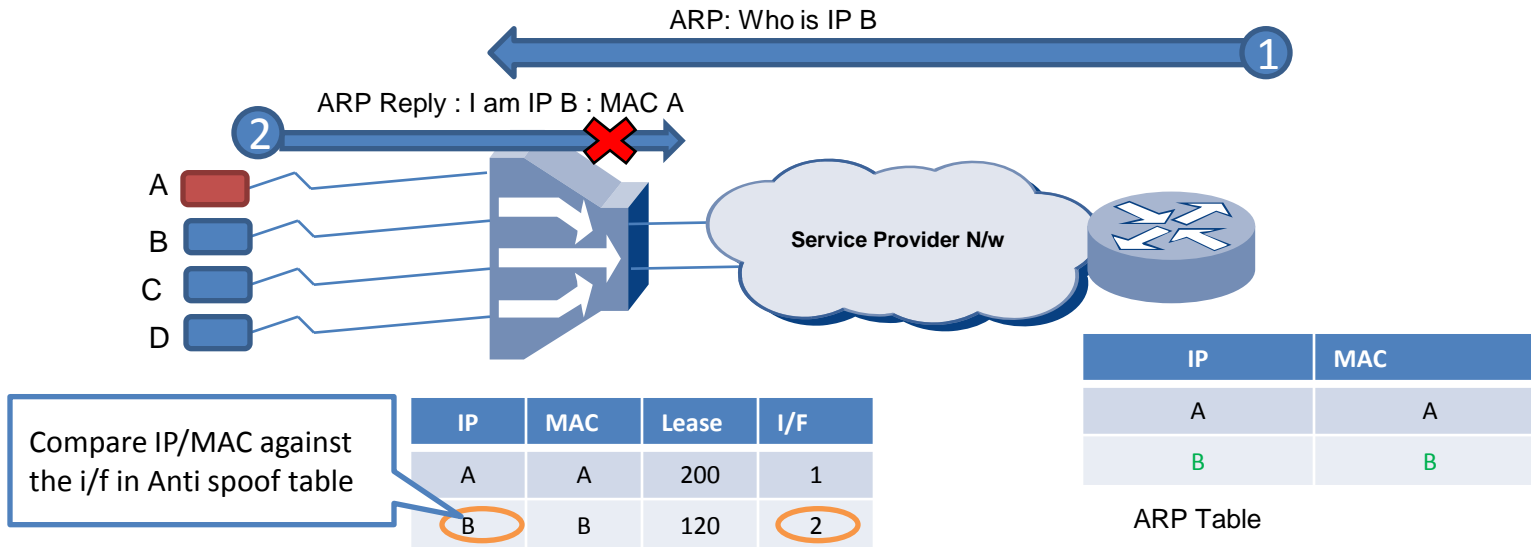 ARP: Who is IP B
1
ARP Reply : I am IP B : MAC A
2
A
B
C
D
Service Provider N/w
Compare IP/MAC against
the i/f in Anti spoof table
IP MAC Lease I/F
A A 200 1
B B 120 2
IP MAC
A A
B B
ARP Table